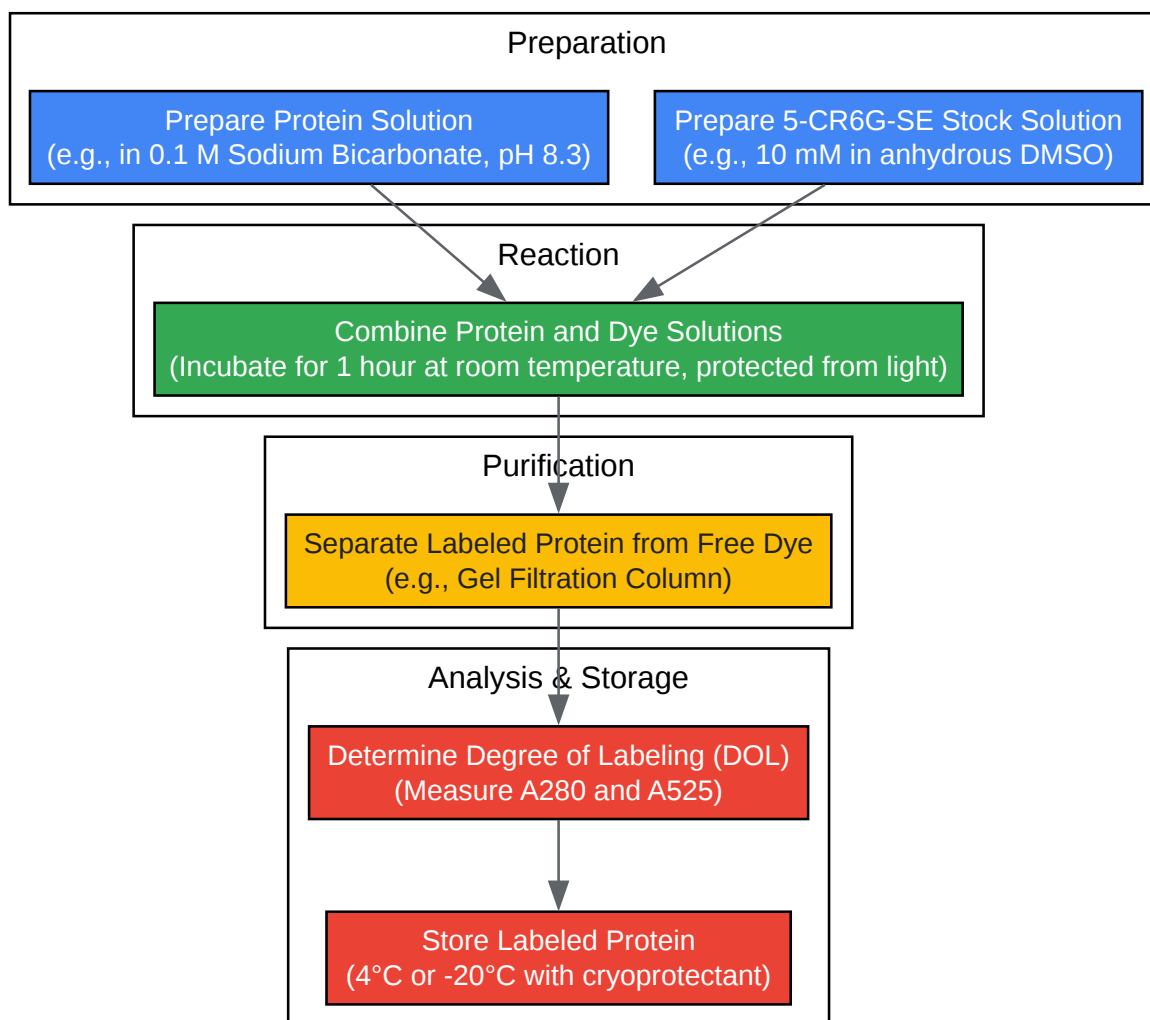 Preparation
Prepare Protein Solution
(e.g., in 0.1 M Sodium Bicarbonate, pH 8.3)
Prepare 5-CR6G-SE Stock Solution
(e.g., 10 mM in anhydrous DMSO)
Reaction
Combine Protein and Dye Solutions
(Incubate for 1 hour at room temperature, protected from light)
Purification
Separate Labeled Protein from Free Dye
(e.g., Gel Filtration Column)
Analysis & Storage
Determine Degree of Labeling (DOL)
(Measure A280 and A525)
Store Labeled Protein
(4°C or -20°C with cryoprotectant)